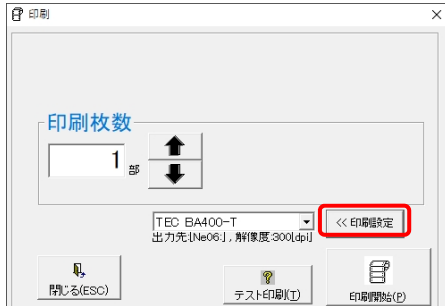 印刷
印刷枚数
1 部
TEC BA400-T
<< 印刷設定
出力先:[Ne06:] , 解像度:300[dpi]
閉じる(ESC)
テスト印刷(T)
印刷開始(P)